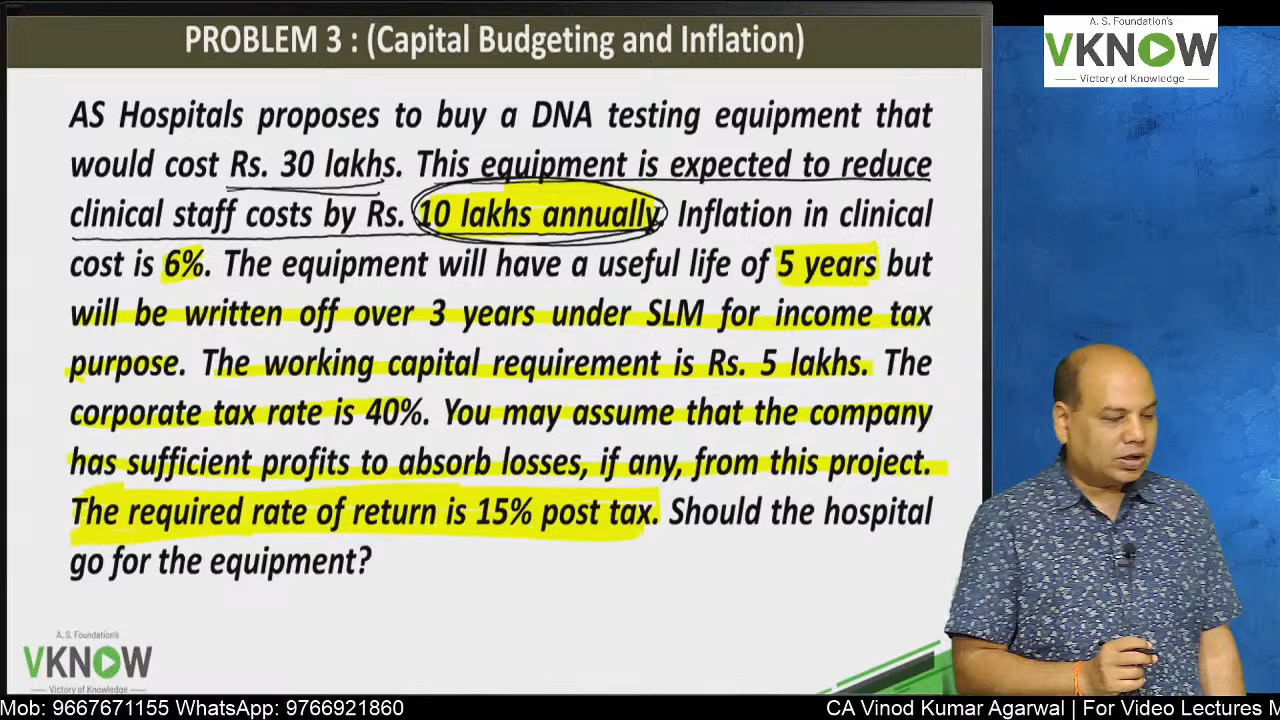 PROBLEM 3 : (Capital Budgeting and Inflation)
A. S. Foundation's
VKNOW
Victory of Knowledge
AS Hospitals proposes to buy a DNA testing equipment that
would cost Rs. 30 lakhs. This equipment is expected to reduce
clinical staff costs by Rs. 10 lakhs annually. Inflation in clinical
cost is 6%. The equipment will have a useful life of 5 years but
will be written off over 3 years under SLM for income tax
purpose. The working capital requirement is Rs. 5 lakhs. The
corporate tax rate is 40%. You may assume that the company
has sufficient profits to absorb losses, if any, from this project.
The required rate of return is 15% post tax. Should the hospital
go for the equipment?
A. S. Foundation's
VKNOW
Victory of Knowledge
Mob: 9667671155 WhatsApp: 9766921860
CA Vinod Kumar Agarwal | For Video Lectures M